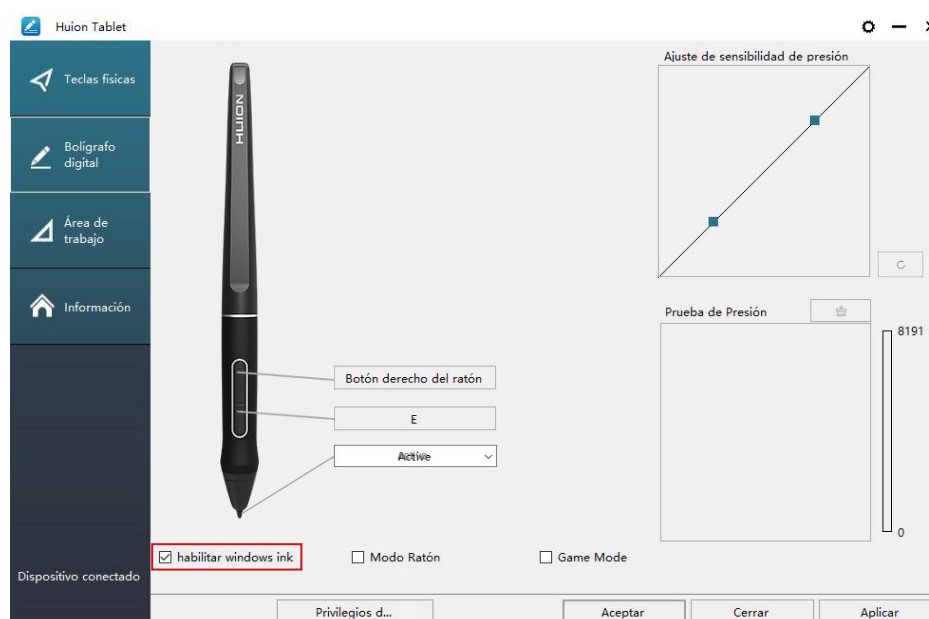 Huion Tablet
Teclas físicas
Bolígrafo
digital
Área de
trabajo
Información
Dispositivo conectado
HUION
Botón derecho del ratón
E
Ajuste de sensibilidad de presión
Prueba de Presión
8191
0
habilitar windows ink
Modo Ratón
Game Mode
Privilegios d...
Aceptar
Cerrar
Aplicar